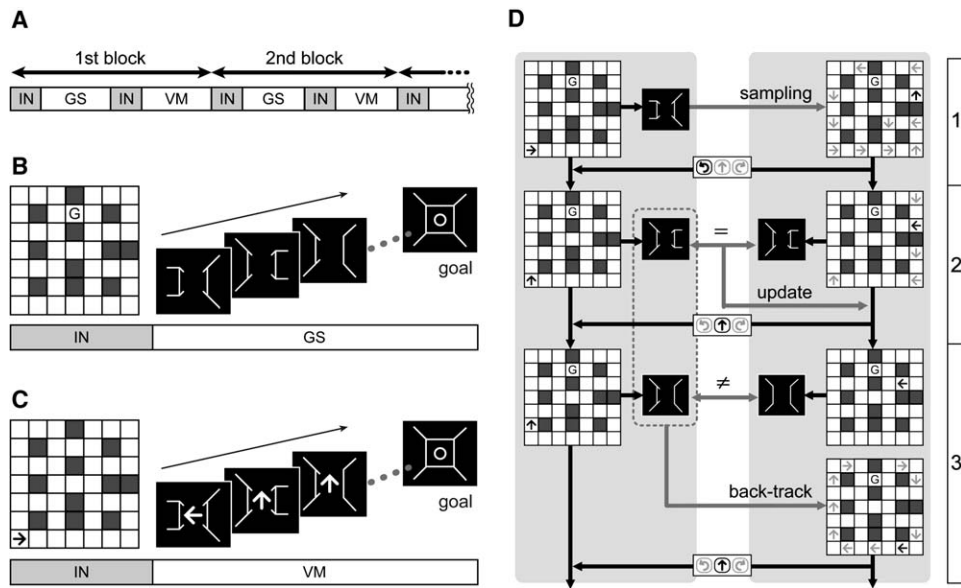 A
1st block 2nd block
IN GS IN VM IN GS IN VM IN
B
G
goal
IN GS
C
goal
IN VM
D
G sampling G 1
G = G 2
update
G ≠ G 3
back-track G